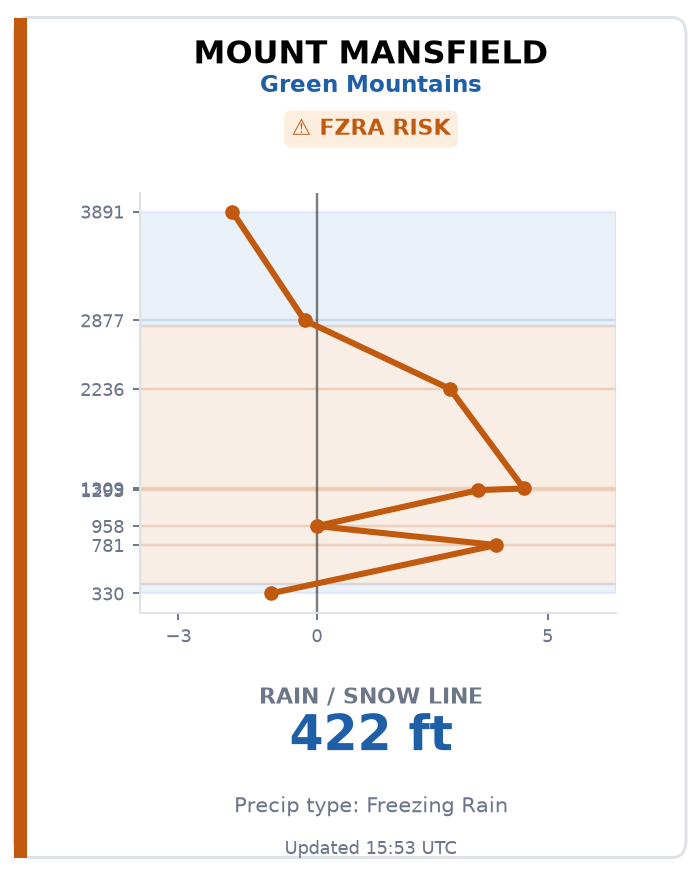 MOUNT MANSFIELD
Green Mountains
⚠ FZRA RISK
3891
2877
2236
958
781
330
−3 0 5
RAIN / SNOW LINE
422 ft
Precip type: Freezing Rain
Updated 15:53 UTC